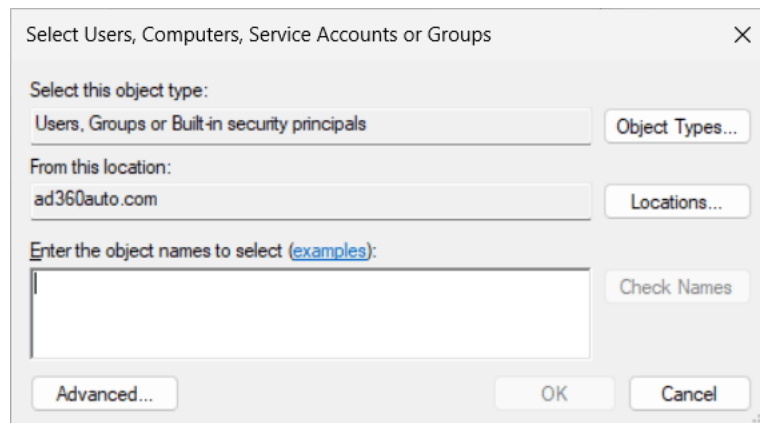 Select Users, Computers, Service Accounts or Groups
Select this object type:
Users, Groups or Built-in security principals
Object Types...
From this location:
ad360auto.com
Locations...
Enter the object names to select (examples):
Check Names
Advanced...
OK
Cancel